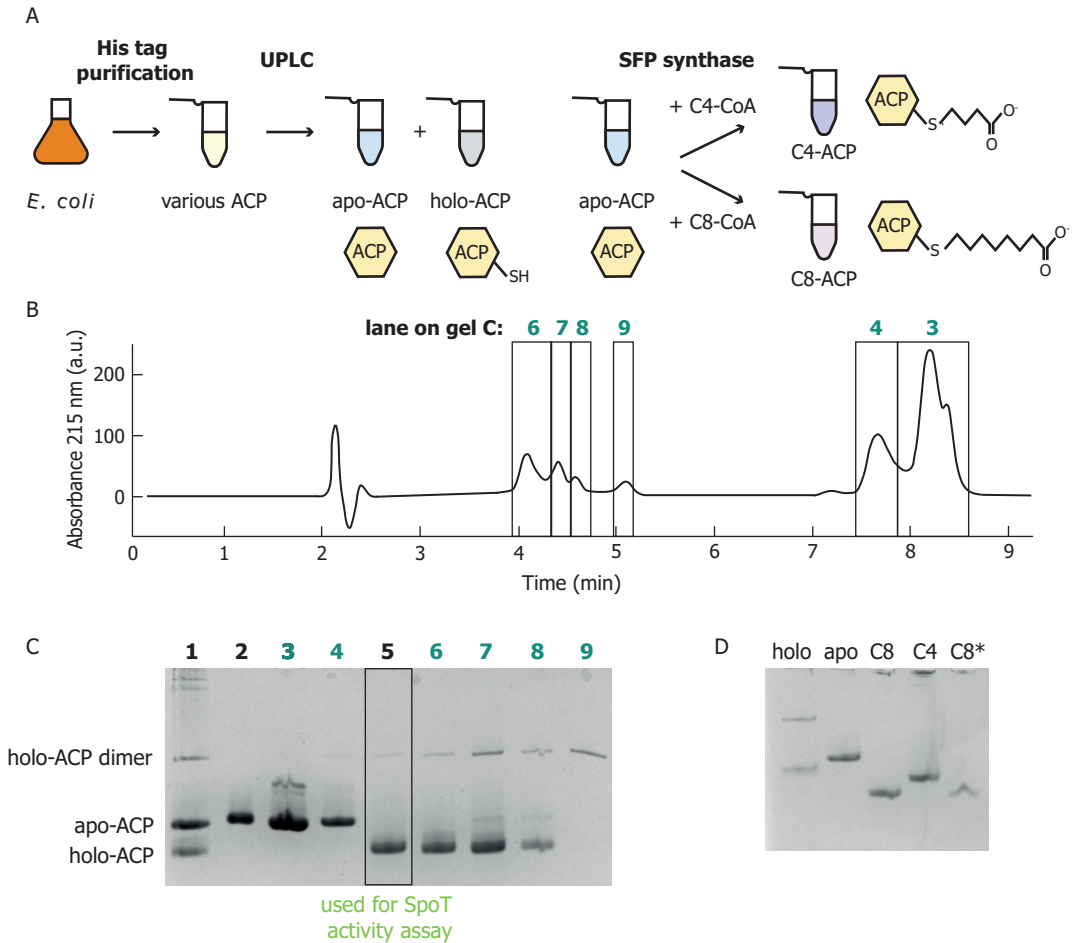 A
His tag
purification
UPLC
SFP synthase
+ C4-CoA
+
ACP
S
O
O-
C4-ACP
E. coli
various ACP
apo-ACP
holo-ACP
apo-ACP
+ C8-CoA
ACP
ACP
SH
ACP
ACP
S
O
O-
C8-ACP
B
lane on gel C:
6 7 8 9 4 3
Absorbance 215 nm (a.u.)
200
100
0
0 1 2 3 4 5 6 7 8 9
Time (min)
C
1 2 3 4 5 6 7 8 9
holo-ACP dimer
apo-ACP
holo-ACP
used for SpoT
activity assay
D
holo apo C8 C4 C8*